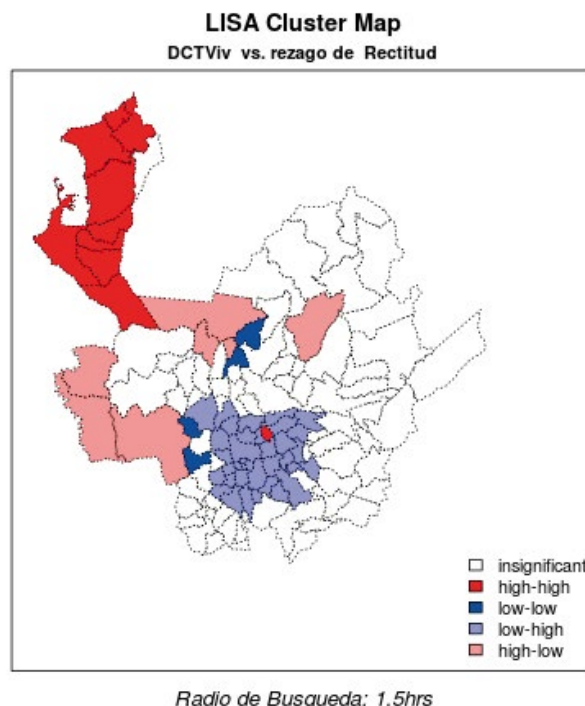 LISA Cluster Map
DCTViv vs. rezago de Rectitud
insignificant
high-high
low-low
low-high
high-low
Radio de Busqueda: 1.5hrs